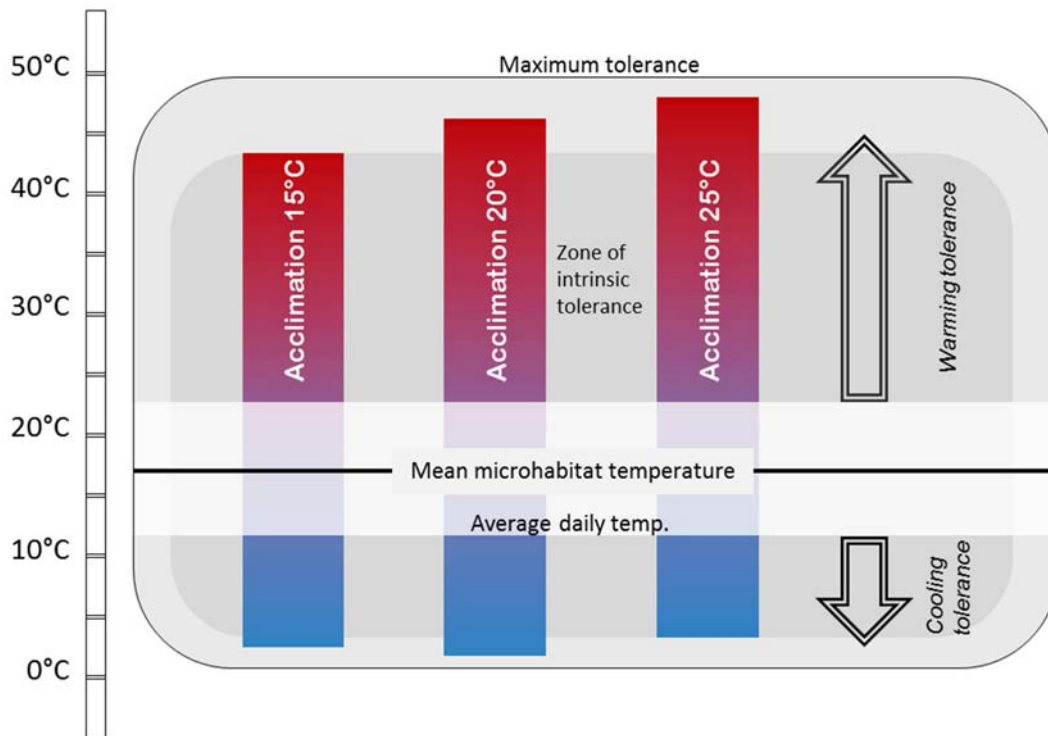 50°C
40°C
30°C
20°C
10°C
0°C
Maximum tolerance
Acclimation 15°C
Acclimation 20°C
Zone of
intrinsic
tolerance
Acclimation 25°C
Warming tolerance
Mean microhabitat temperature
Average daily temp.
Cooling
tolerance